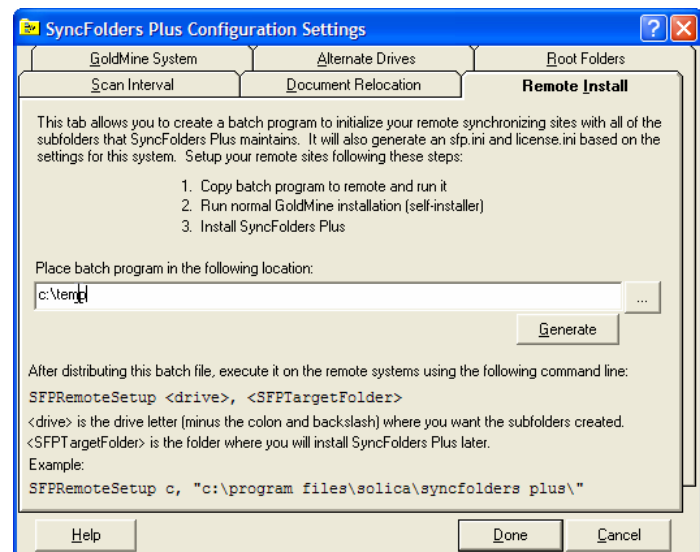 SyncFolders Plus Configuration Settings
GoldMine System
Alternate Drives
Root Folders
Scan Interval
Document Relocation
Remote Install
This tab allows you to create a batch program to initialize your remote
synchronizing sites with all of the
subfolders that SyncFolders Plus maintains. It will also generate an sfp.ini and license.ini based on the
settings for this system. Setup your remote sites following these steps:
1. Copy batch program to remote and run it
2. Run normal GoldMine installation (self-installer)
3. Install SyncFolders Plus
Place batch program in the following location:
c:\temp
...
Generate
After distributing this batch file, execute it on the remote systems using the following command line:
SFPRemoteSetup <drive>, <SFPTargetFolder>
<drive> is the drive letter (minus the colon and backslash) where you want the subfolders created.
<SFPTargetFolder> is the folder where you will install SyncFolders Plus later.
Example:
SFPRemoteSetup c, "c:\program files\solica\syncfolders plus\"
Help
Done
Cancel